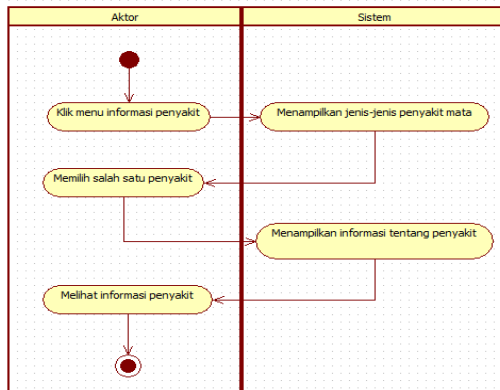 Aktor
Sistem
Klik menu informasi penyakit
Menampilkan jenis-jenis penyakit mata
Memilih salah satu penyakit
Menampilkan informasi tentang penyakit
Melihat informasi penyakit